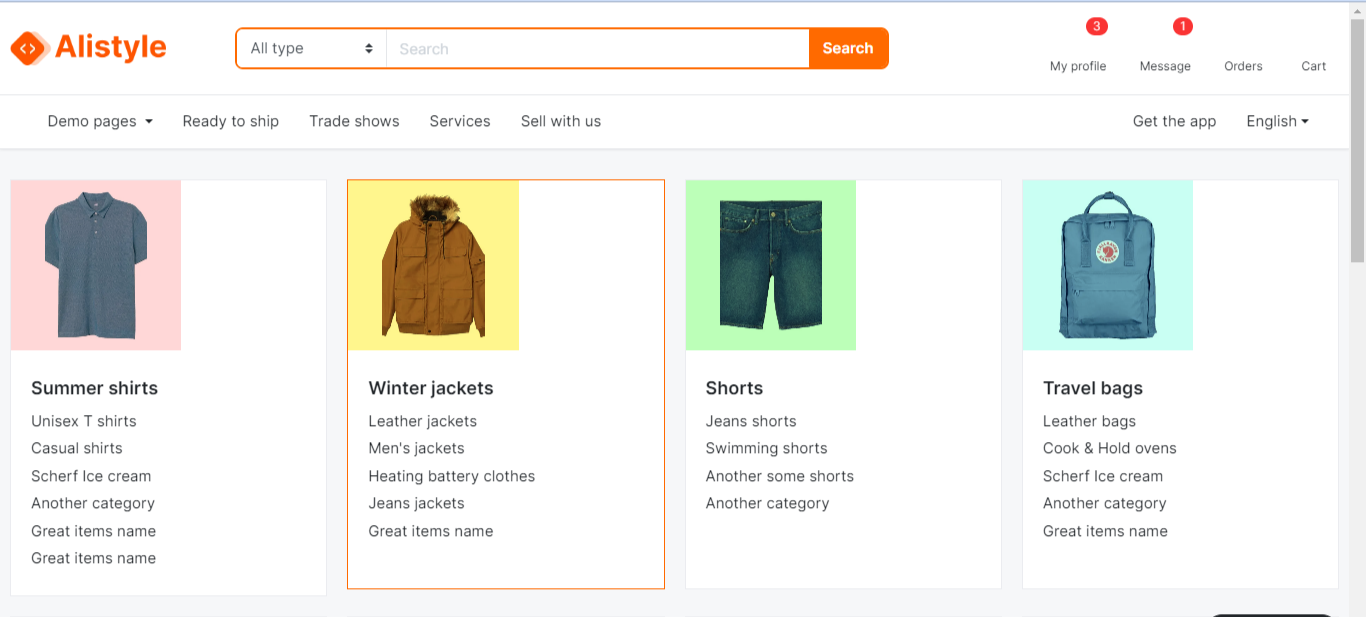 3
1
Alistyle
All type
Search
Search
My profile
Message
Orders
Cart
Demo pages
Ready to ship
Trade shows
Services
Sell with us
Get the app
English
Summer shirts
Unisex T shirts
Casual shirts
Scherf Ice cream
Another category
Great items name
Great items name
Winter jackets
Leather jackets
Men's jackets
Heating battery clothes
Jeans jackets
Great items name
Shorts
Jeans shorts
Swimming shorts
Another some shorts
Another category
Travel bags
Leather bags
Cook & Hold ovens
Scherf Ice cream
Another category
Great items name